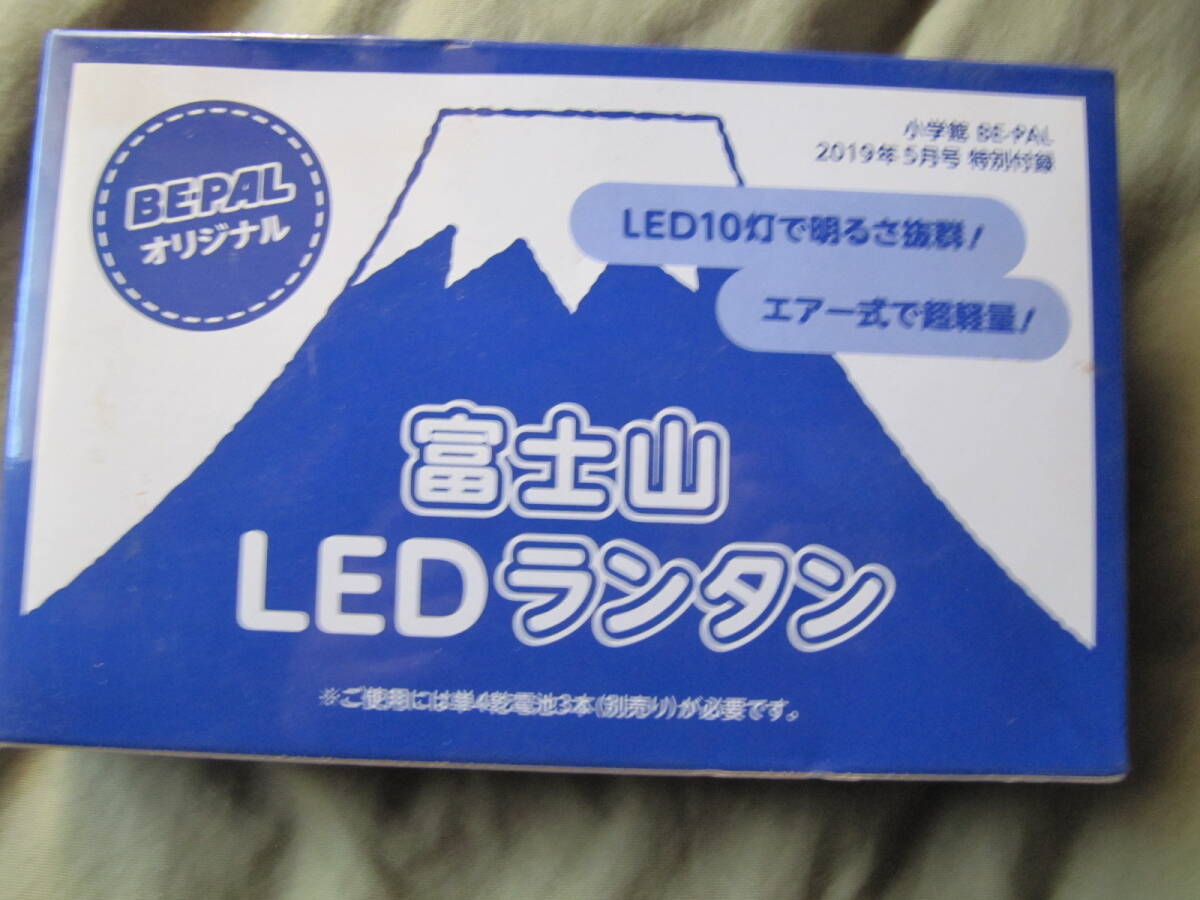 BE-PAL
オリジナル
小学館 BE-PAL
2019年5月号 特別付録
LED10灯で明るさ抜群!
エアー式で超軽量!
富士山
LEDランタン
※ご使用には単4乾電池3本(別売り)が必要です。